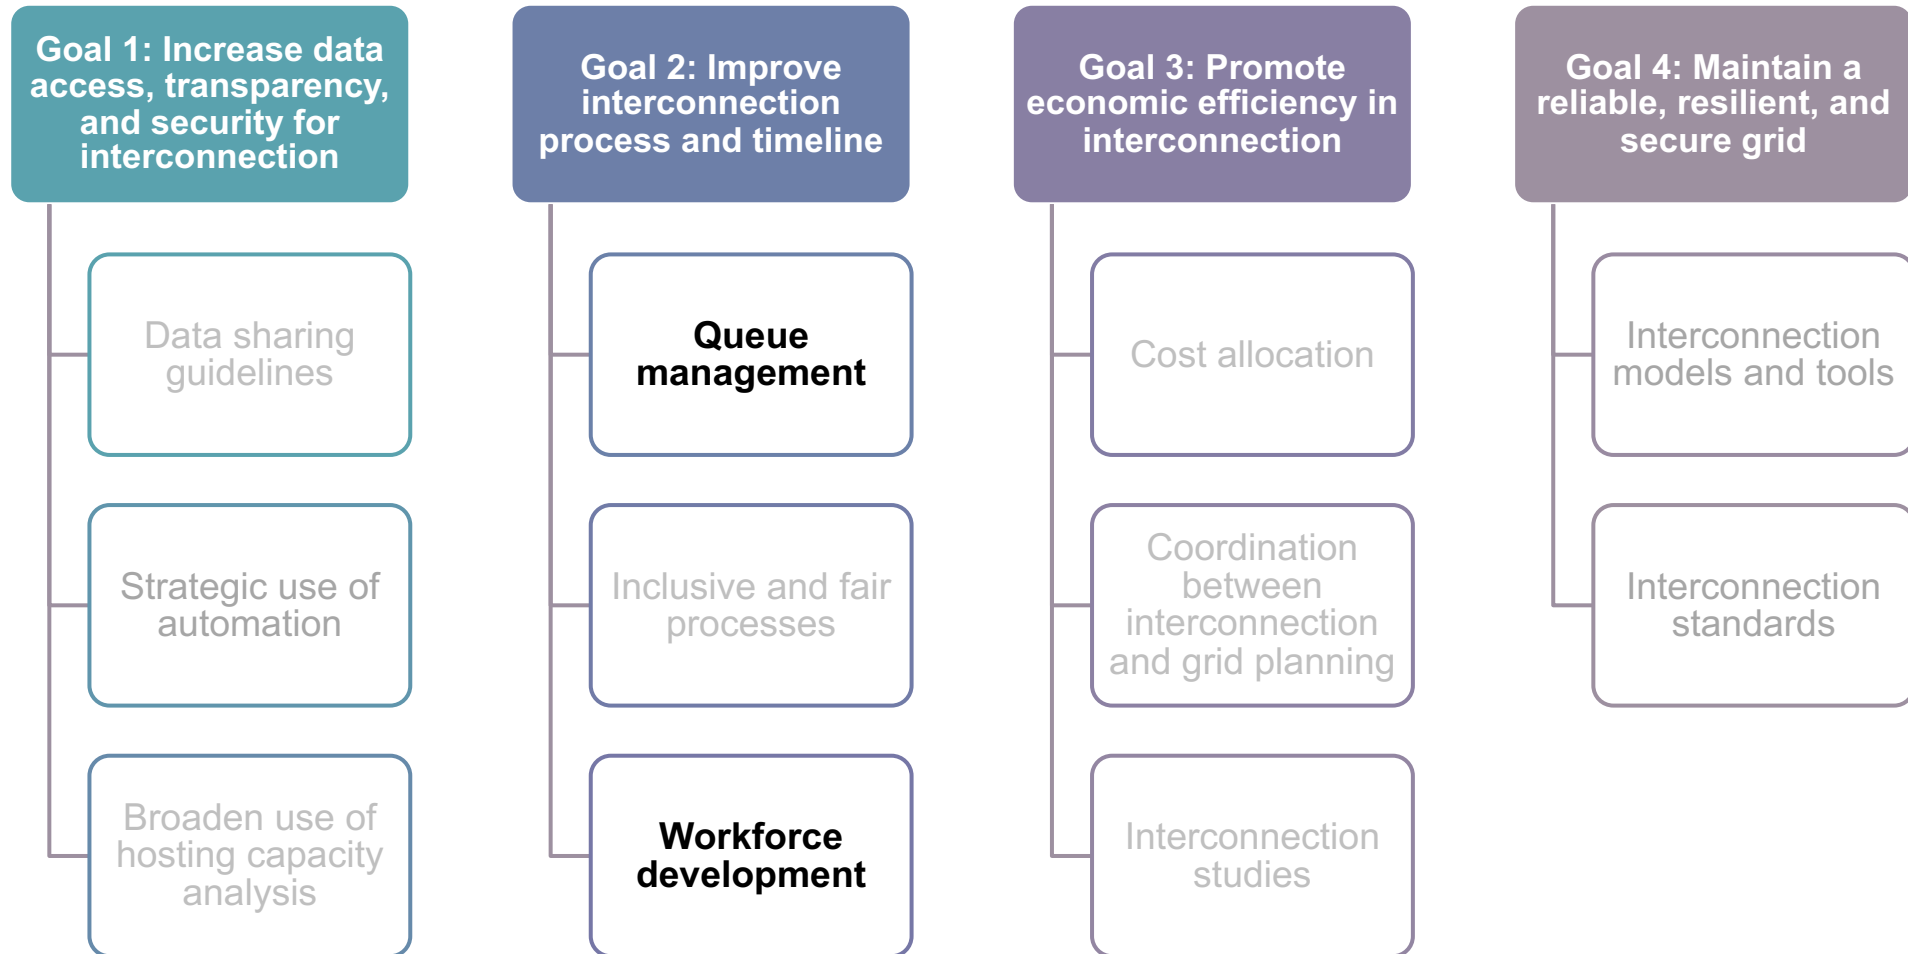 Goal 1: Increase data
access, transparency,
and security for
interconnection
Data sharing
guidelines
Strategic use of
automation
Broaden use of
hosting capacity
analysis
Goal 2: Improve
interconnection
process and timeline
Queue
management
Inclusive and fair
processes
Workforce
development
Goal 3: Promote
economic efficiency in
interconnection
Cost allocation
Coordination
between
interconnection
and grid planning
Interconnection
studies
Goal 4: Maintain a
reliable, resilient, and
secure grid
Interconnection
models and tools
Interconnection
standards